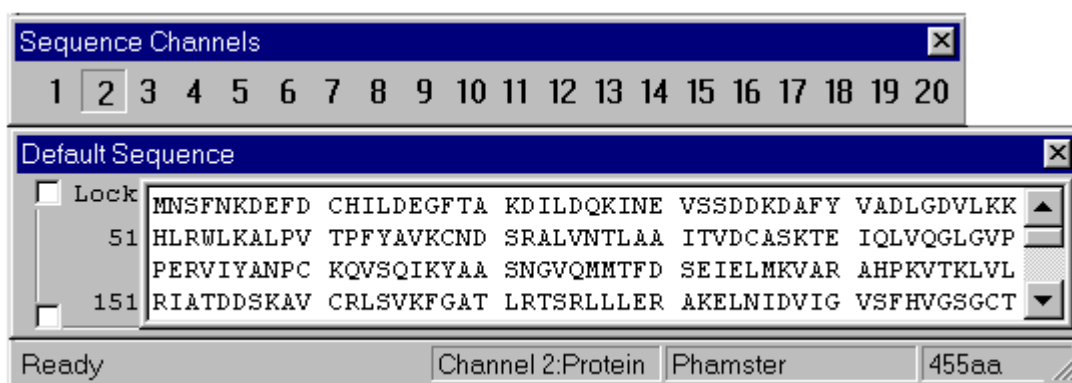 Sequence Channels
1 2 3 4 5 6 7 8 9 10 11 12 13 14 15 16 17 18 19 20
Default Sequence
Lock MNSFNKDEFD CHILDEGFTA KDILDQKINE VSSDDKDAFY VADLGDVLKK
51 HLRWLKALPV TPFYAVKCND SRALVNTLAA ITVDCASKTE IQLVQGLGVP
PERVIYANPC KQVSQIKYAA SNGVQMMTFD SEIELMKVAR AHPKVTKLVL
151 RIATDDSKAV CRLSVKFGAT LRTSRLLLER AKELNIDVIG VSFHVGSGCT
Ready Channel 2:Protein Phamster 455aa